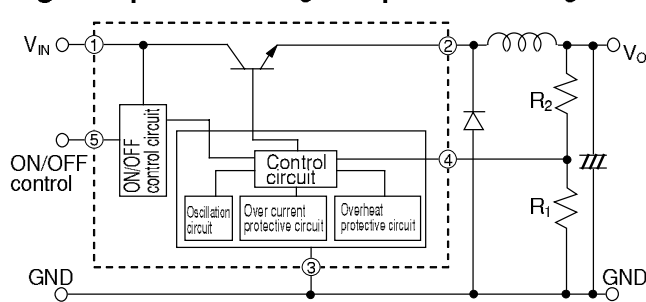 V_IN
1
2
V_O
R_2
ON/OFF
control circuit
5
ON/OFF
control
Control
circuit
4
Oscillation
circuit
Over current
protective circuit
Overheat
protective circuit
R_1
3
GND
GND